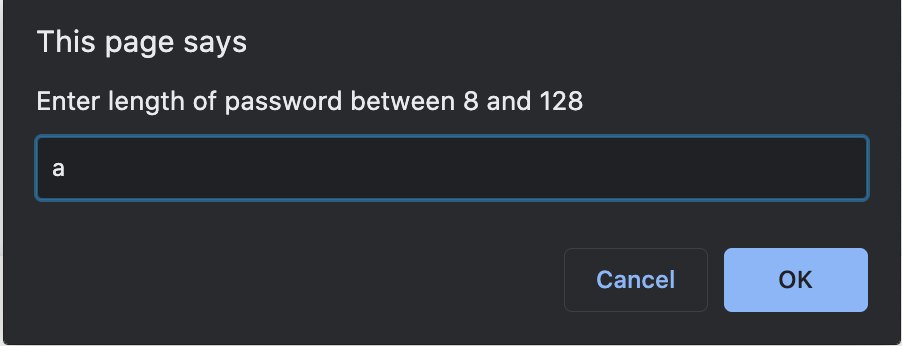 This page says
Enter length of password between 8 and 128
a
Cancel
OK